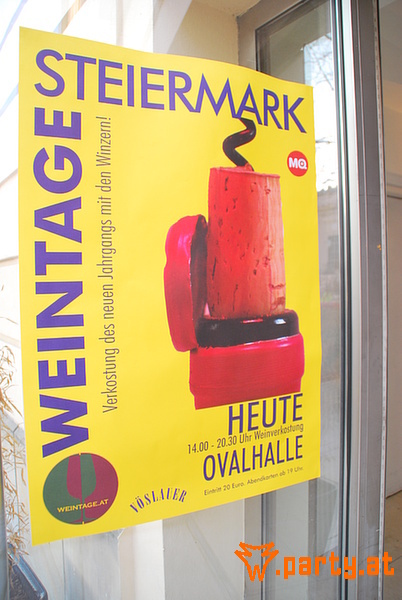 STEIERMARK
WEINTAGE
Verkostung des neuen Jahrgangs mit den Winzern!
MQ
HEUTE
14.00 - 20.30 Uhr Weinverkostung
OVALHALLE
Eintritt 20 Euro. Abendkarten ab 19 Uhr
WEINTAGE.AT
VÖSLAUER
.party.at